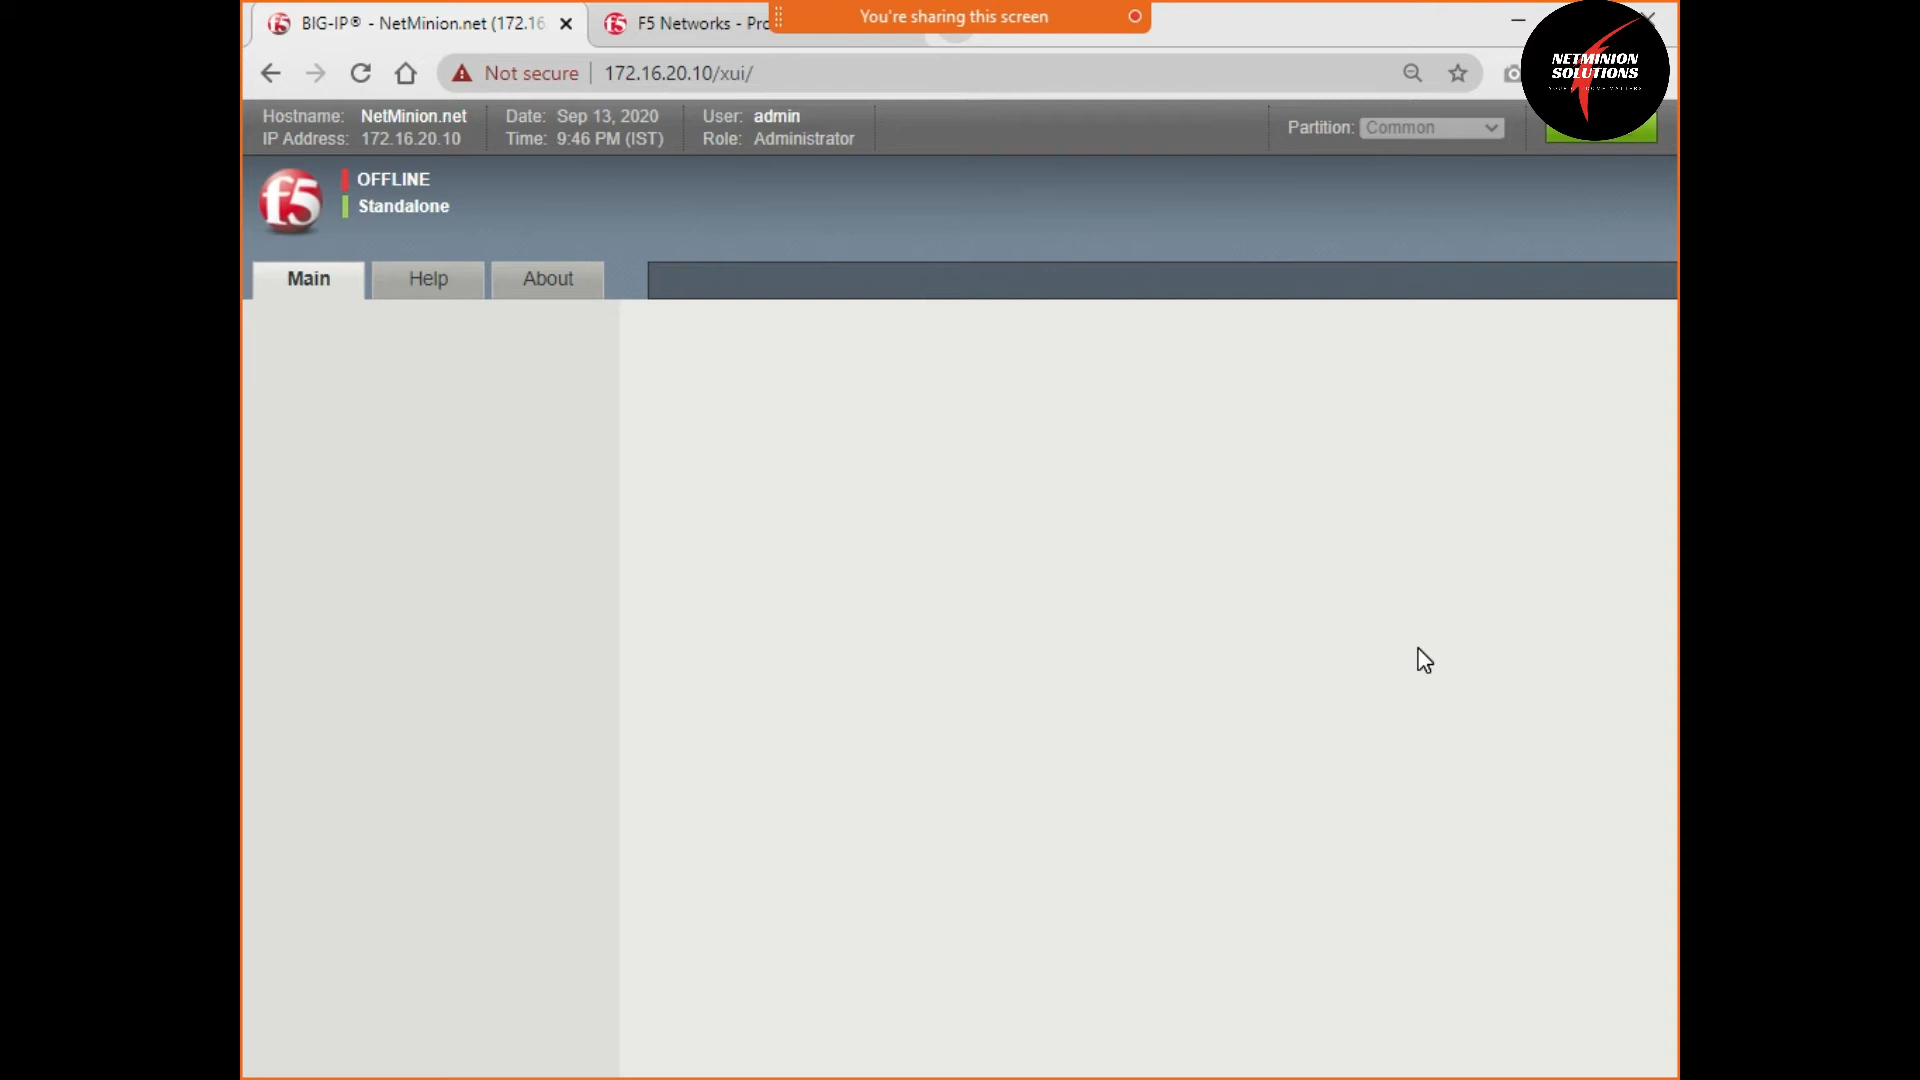 BIG-IP® - NetMinion.net (172.16
F5 Networks - Pro
You're sharing this screen
Not secure
172.16.20.10/xui/
NETMINION
SOLUTIONS
Hostname: NetMinion.net
IP Address: 172.16.20.10
Date: Sep 13, 2020
Time: 9:46 PM (IST)
User: admin
Role: Administrator
Partition: Common
f5
OFFLINE
Standalone
Main
Help
About